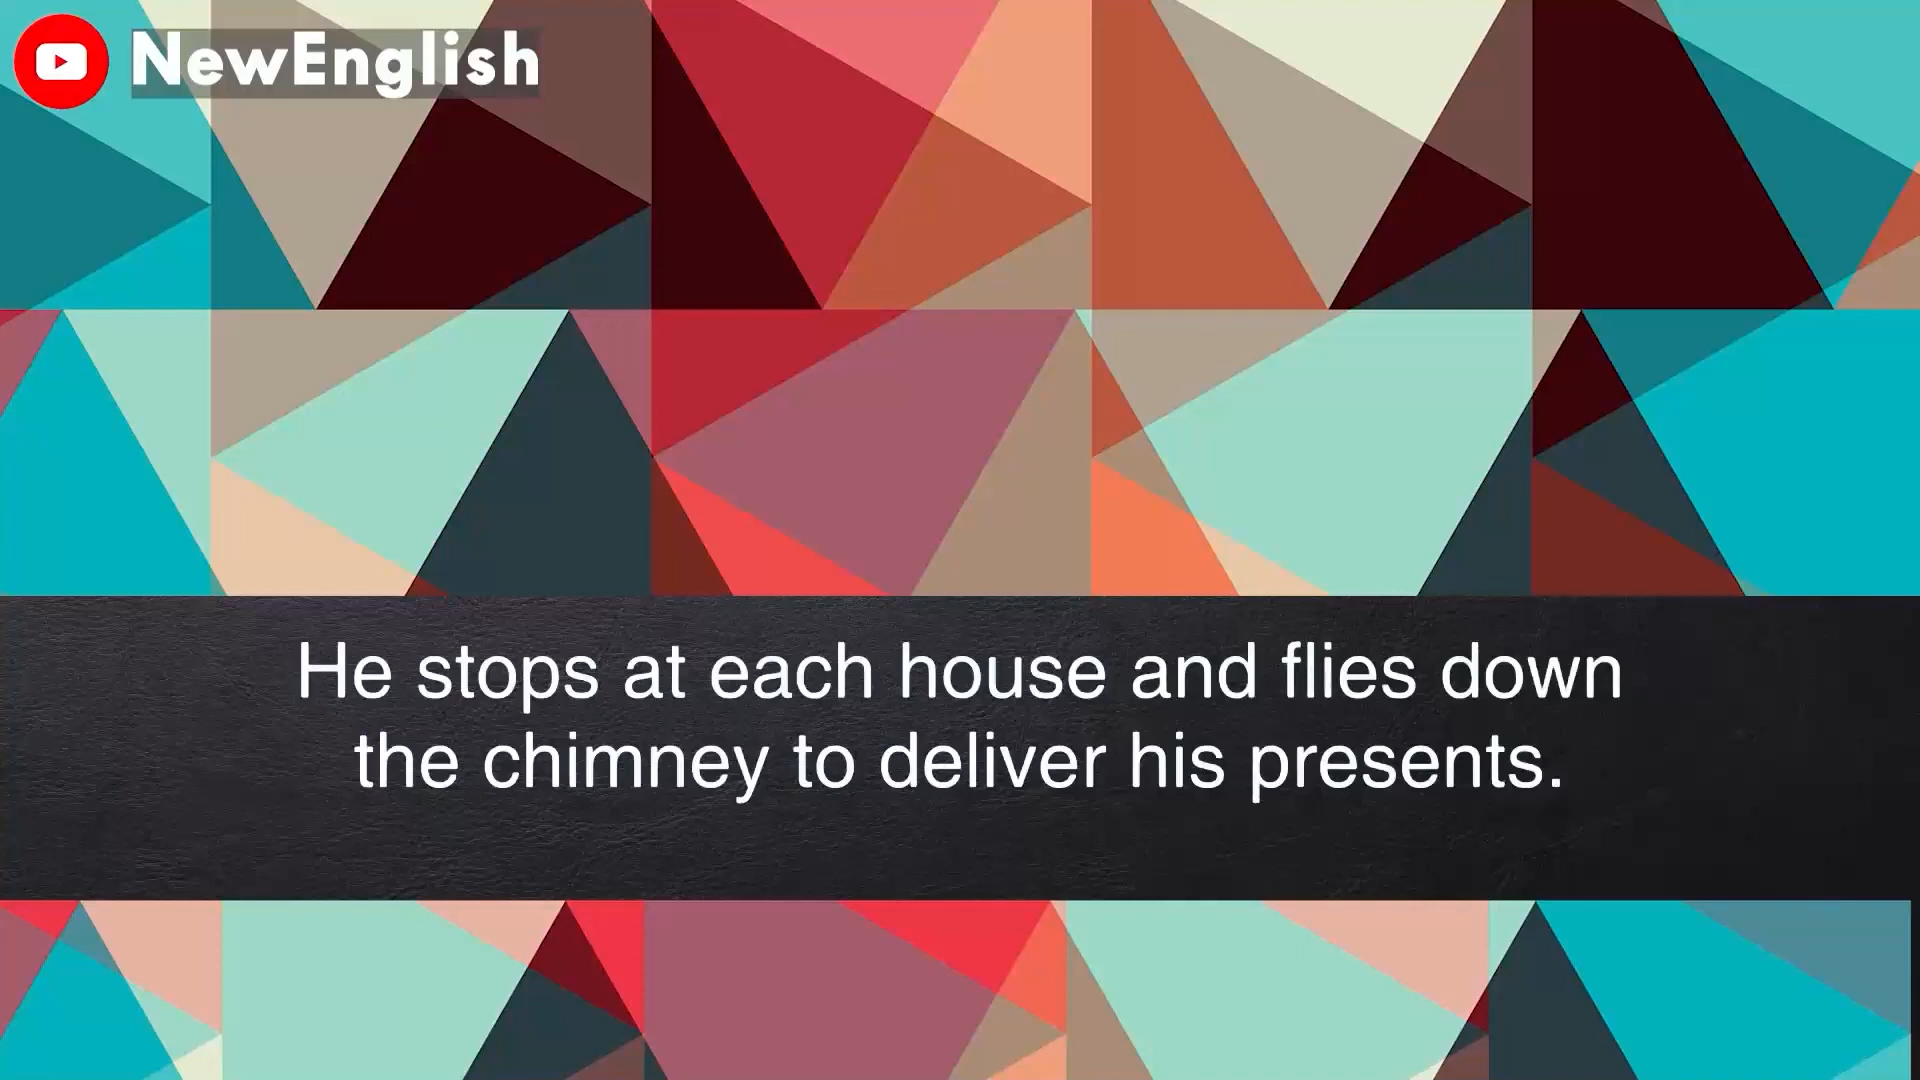 NewEnglish
He stops at each house and flies down
the chimney to deliver his presents.